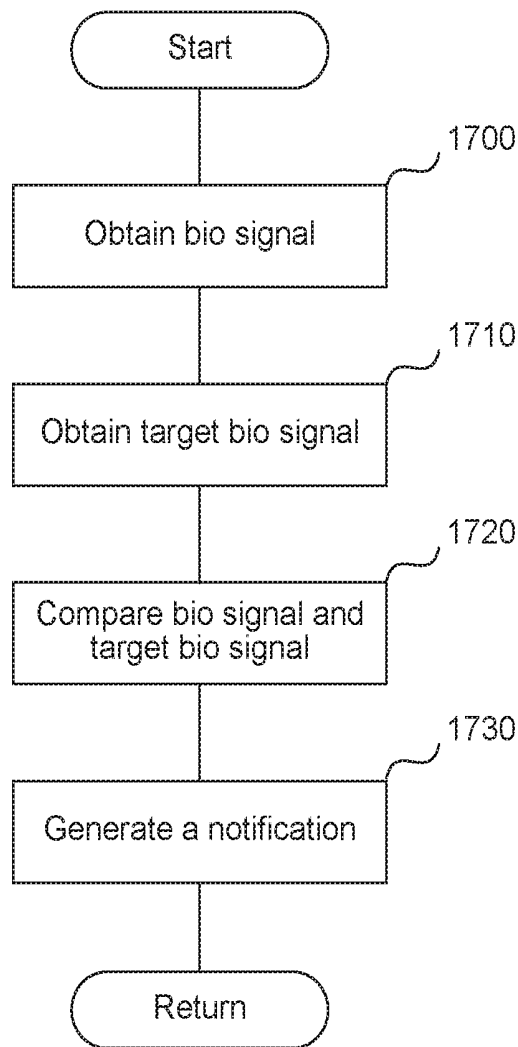 Start
1700
Obtain bio signal
1710
Obtain target bio signal
1720
Compare bio signal and
target bio signal
1730
Generate a notification
Return